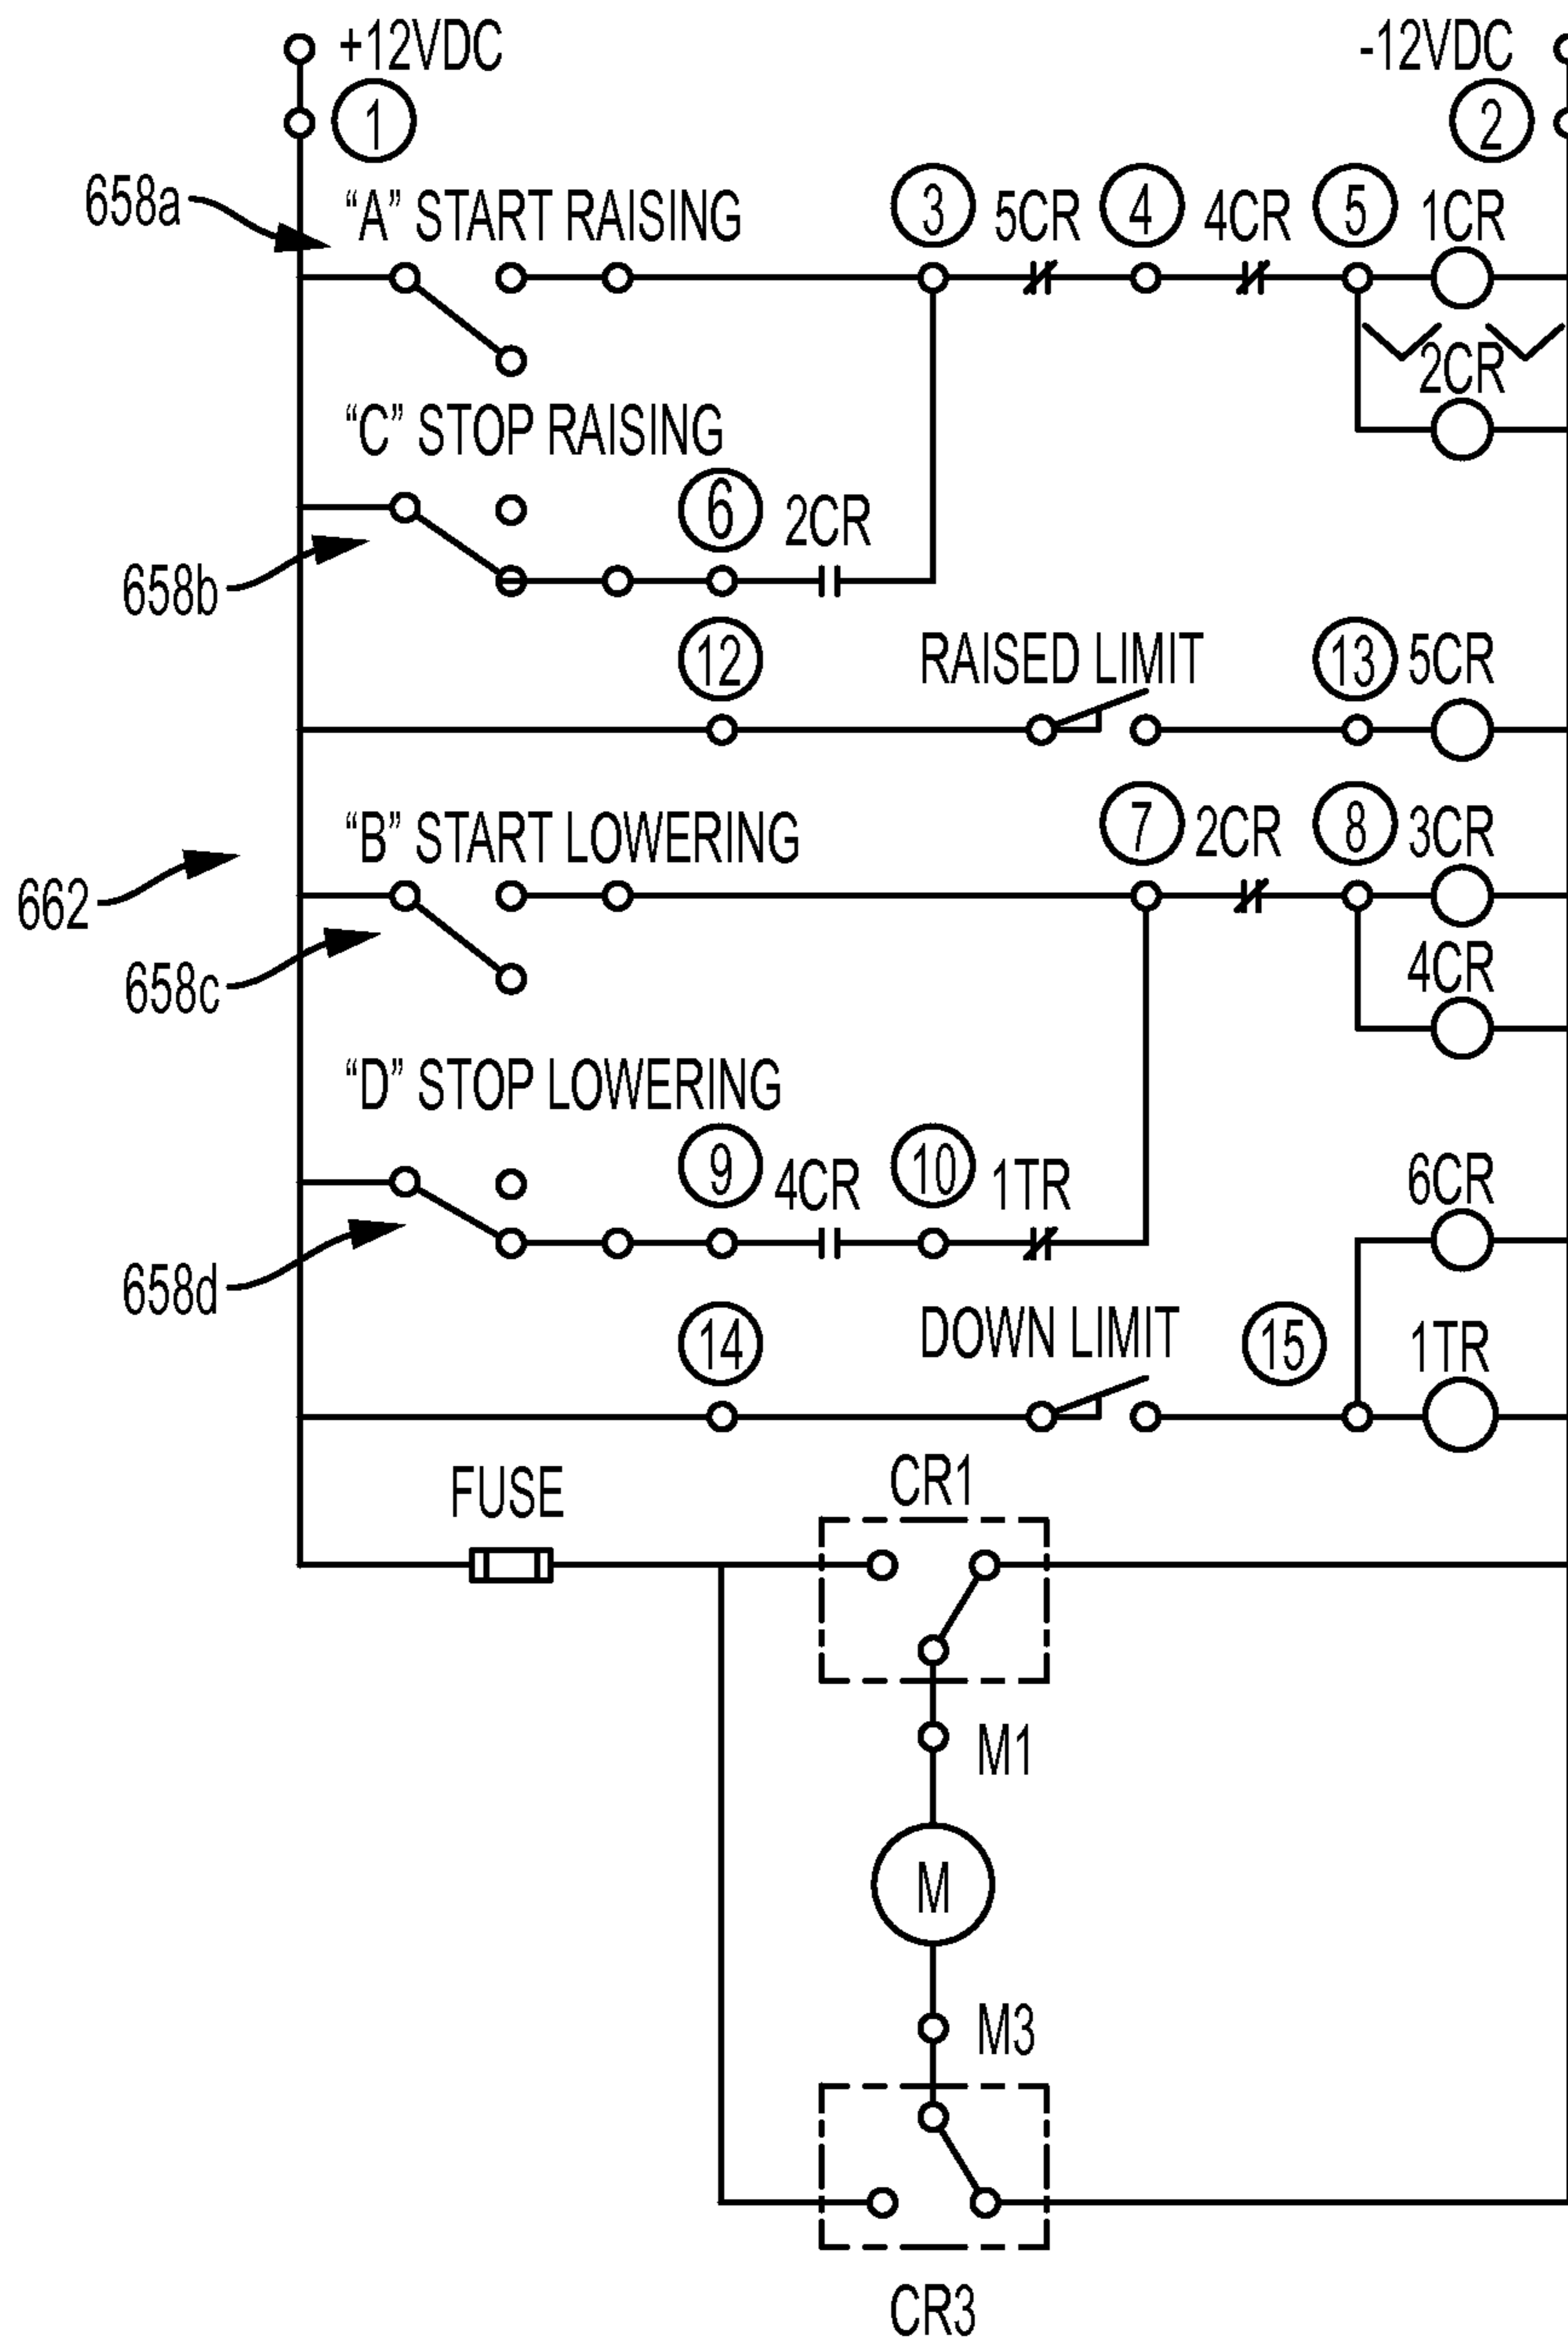 +12VDC -12VDC
1 2
658a "A" START RAISING 3 5CR 4 4CR 5 1CR
2CR
"C" STOP RAISING
6 2CR
658b
12 RAISED LIMIT 13 5CR
"B" START LOWERING 7 2CR 8 3CR
662
658c 4CR
"D" STOP LOWERING
9 4CR 10 1TR 6CR
658d
14 DOWN LIMIT 15 1TR
FUSE CR1
M1
M
M3
CR3